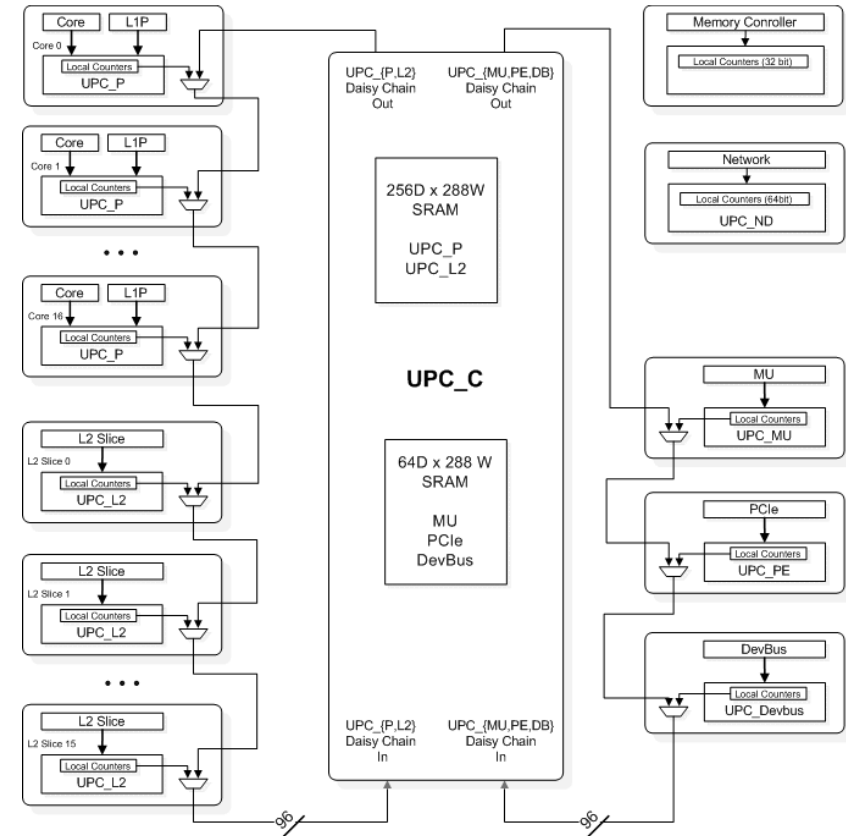 Core L1P
Core 0
Local Counters
UPC_P
Core L1P
Core 1
Local Counters
UPC_P
• • •
Core L1P
Core 16
Local Counters
UPC_P
L2 Slice
L2 Slice 0
Local Counters
UPC_L2
L2 Slice
L2 Slice 1
Local Counters
UPC_L2
• • •
L2 Slice
L2 Slice 15
Local Counters
UPC_L2
96
UPC_{P,L2}
Daisy Chain
Out
UPC_{MU,PE,DB}
Daisy Chain
Out
256D x 288W
SRAM
UPC_P
UPC_L2
UPC_C
64D x 288 W
SRAM
MU
PCIe
DevBus
UPC_{P,L2}
Daisy Chain
In
UPC_{MU,PE,DB}
Daisy Chain
In
96
Memory Conroller
Local Counters (32 bit)
Network
Local Counters (64bit)
UPC_ND
MU
Local Counters
UPC_MU
PCIe
Local Counters
UPC_PE
DevBus
Local Counters
UPC_Devbus